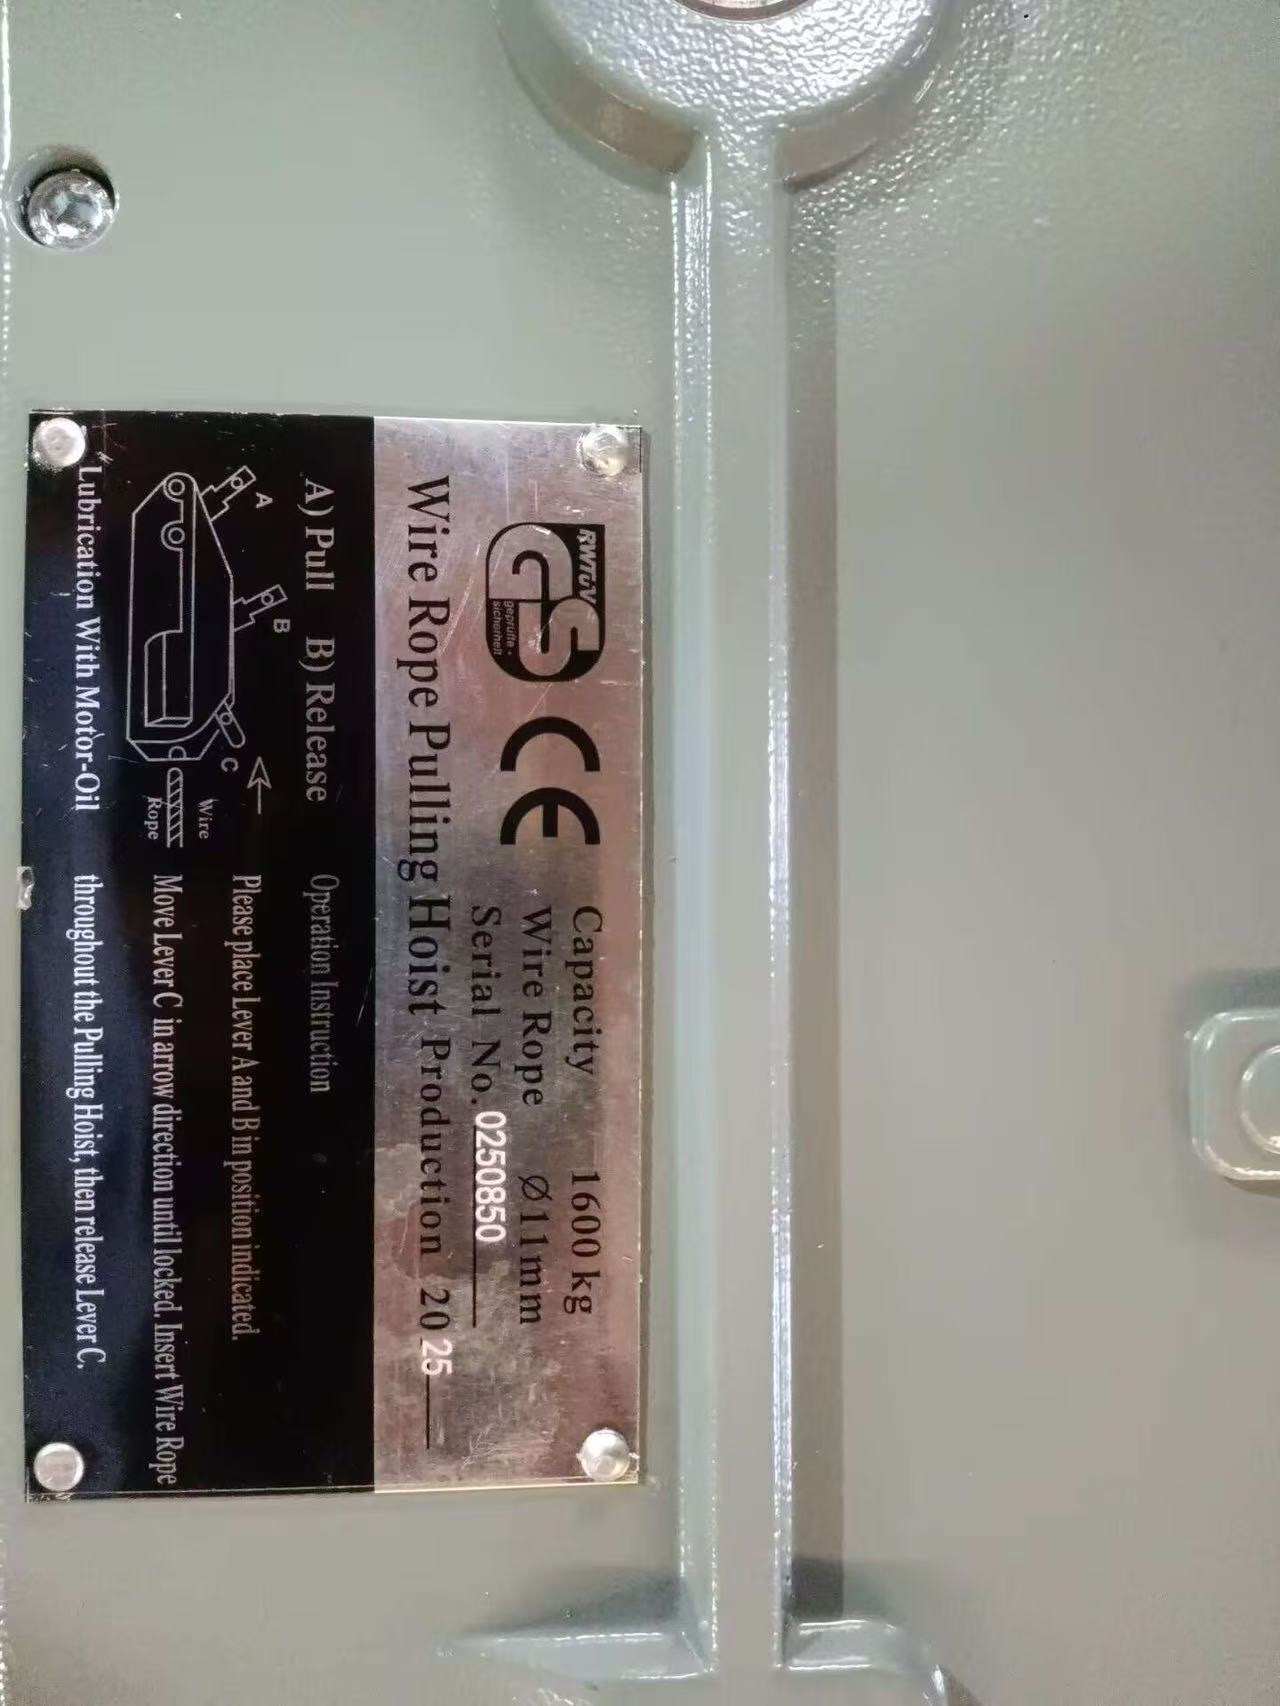 RWTÜV
geprüfte
sicherheit
CE
Capacity 1600 kg
Wire Rope Ø11mm
Serial No. 0250850
Wire Rope Pulling Hoist Production 2025
A) Pull B) Release
A
B
C
Wire
Rope
Lubrication With Motor-Oil
Operation Instruction
Please place Lever A and B in position indicated.
Move Lever C in arrow direction until locked. Insert Wire Rope
throughout the Pulling Hoist, then release Lever C.